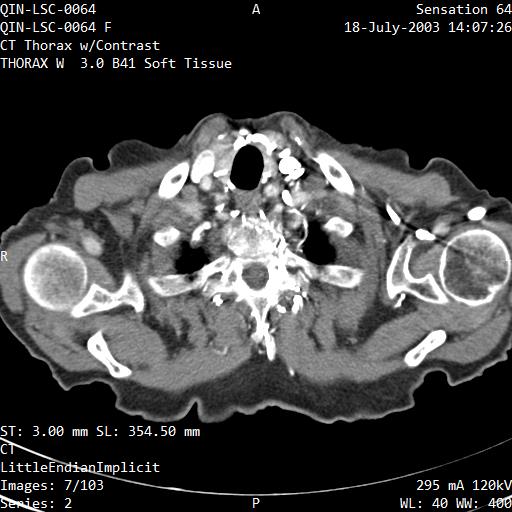 QIN-LSC-0064
A
Sensation 64
QIN-LSC-0064 F
18-July-2003 14:07:26
CT Thorax w/Contrast
THORAX W 3.0 B41 Soft Tissue
R
ST: 3.00 mm SL: 354.50 mm
CT
LittleEndianImplicit
Images: 7/103
295 mA 120kV
Series: 2
P
WL: 40 WW: 400